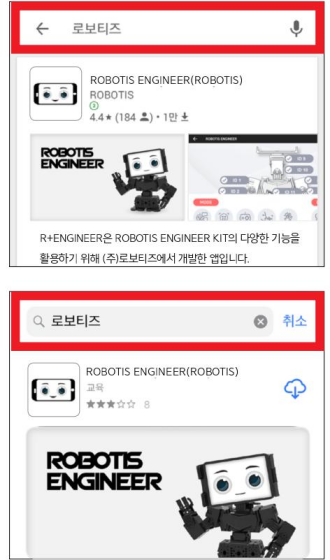 로보티즈
ROBOTIS ENGINEER(ROBOTIS)
ROBOTIS
③
4.4★ (184 ) • 1만
ROBOTIS
ENGINEER
ROBOTIS ENGINEER
R+ENGINEER은 ROBOTIS ENGINEER KIT의 다양한 기능을
활용하기 위해 (주)로보티즈에서 개발한 앱입니다.
로보티즈
취소
ROBOTIS ENGINEER(ROBOTIS)
교육
★★★☆☆ 8
ROBOTIS
ENGINEER